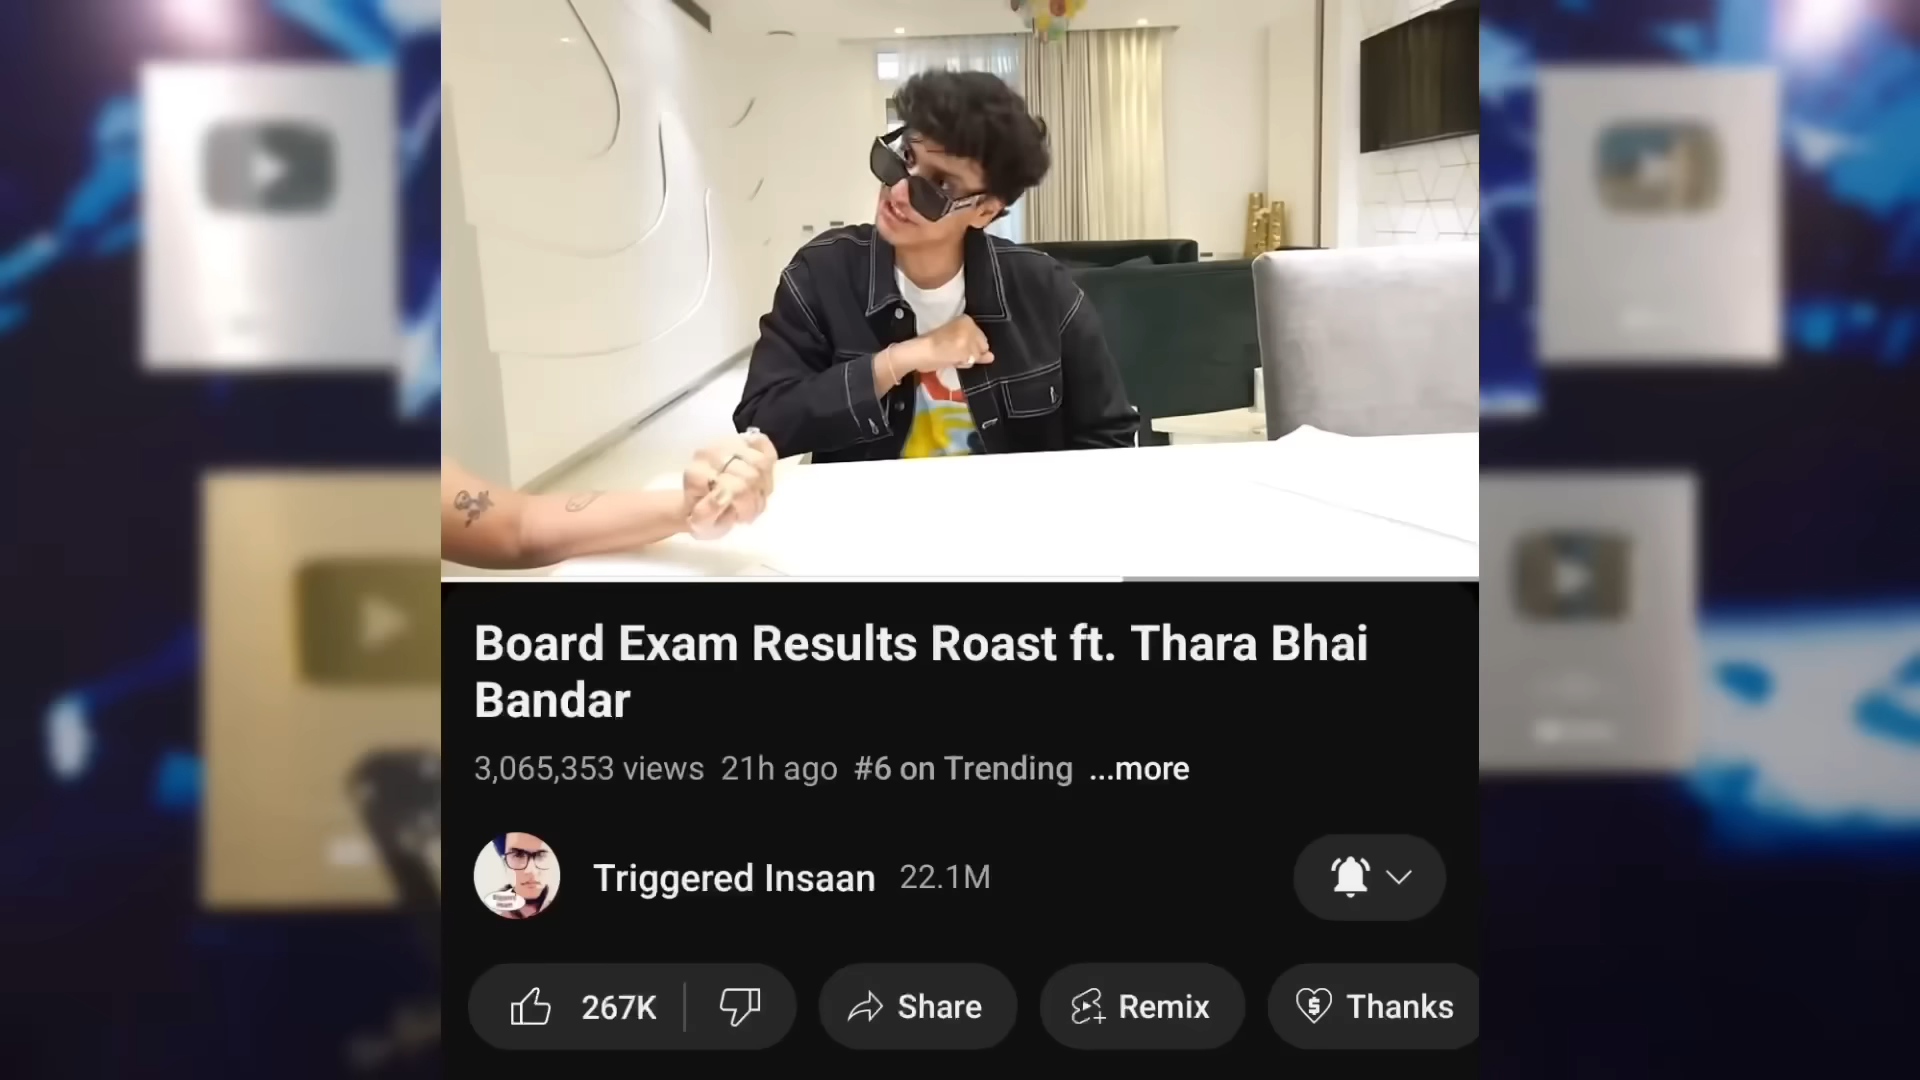 Board Exam Results Roast ft. Thara Bhai
Bandar
3,065,353 views 21h ago #6 on Trending ...more
Triggered Insaan 22.1M
267K Share Remix Thanks